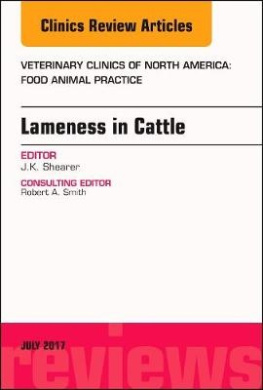 Clinics Review Articles
VETERINARY CLINICS OF NORTH AMERICA:
FOOD ANIMAL PRACTICE
Lameness in Cattle
EDITOR
J.K. Shearer
CONSULTING EDITOR
Robert A. Smith
JULY 2017
reviews